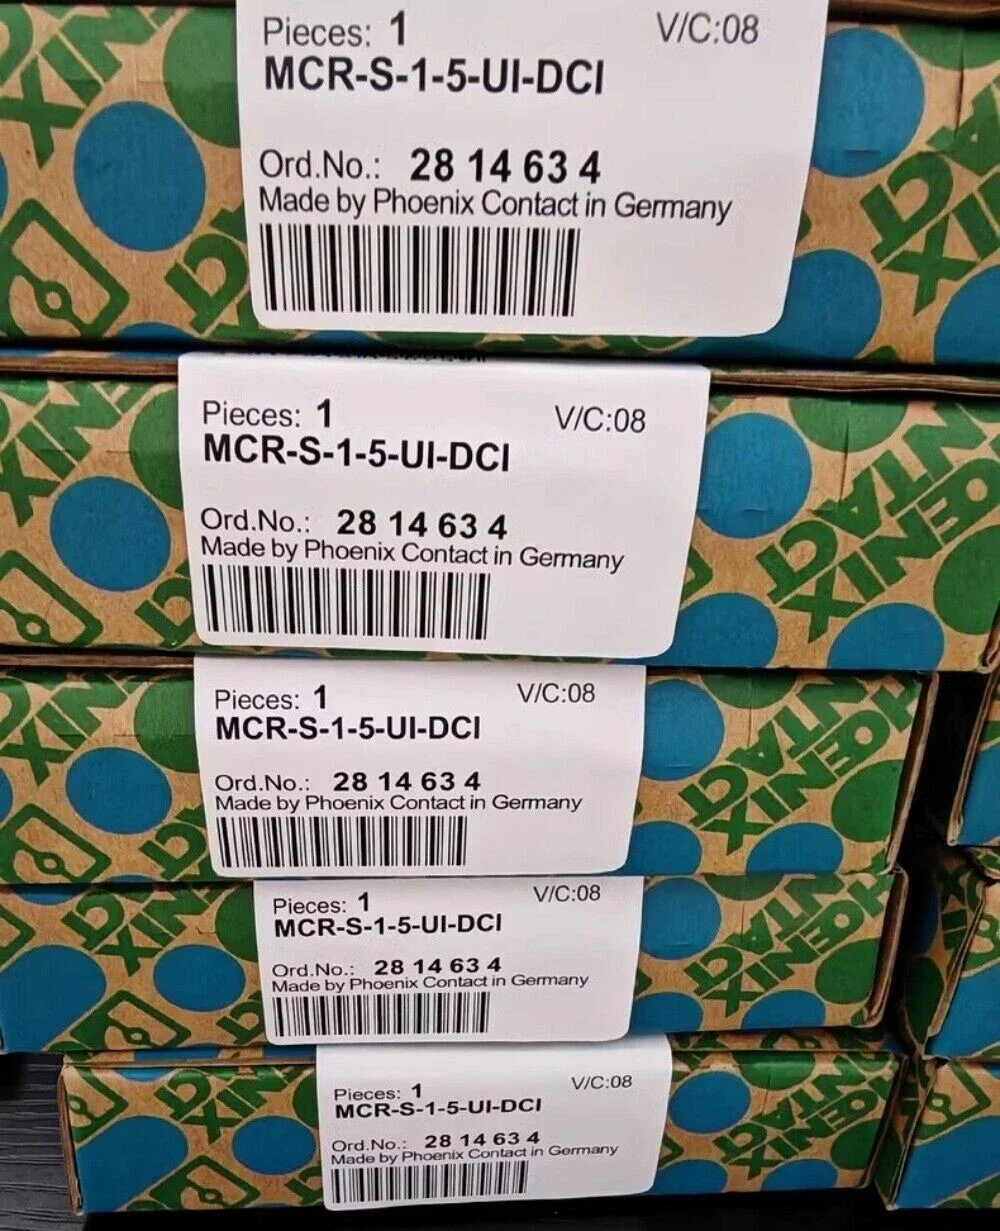 Pieces: 1 V/C:08
MCR-S-1-5-UI-DCI
Ord.No.: 28 14 63 4
Made by Phoenix Contact in Germany
Pieces: 1 V/C:08
MCR-S-1-5-UI-DCI
Ord.No.: 28 14 63 4
Made by Phoenix Contact in Germany
PHOENIX
CONTACT
Pieces: 1 V/C:08
MCR-S-1-5-UI-DCI
Ord.No.: 28 14 63 4
Made by Phoenix Contact in Germany
Pieces: 1 V/C:08
MCR-S-1-5-UI-DCI
Ord.No.: 28 14 63 4
Made by Phoenix Contact in Germany
Pieces: 1 V/C:08
MCR-S-1-5-UI-DCI
Ord.No.: 28 14 63 4
Made by Phoenix Contact in Germany